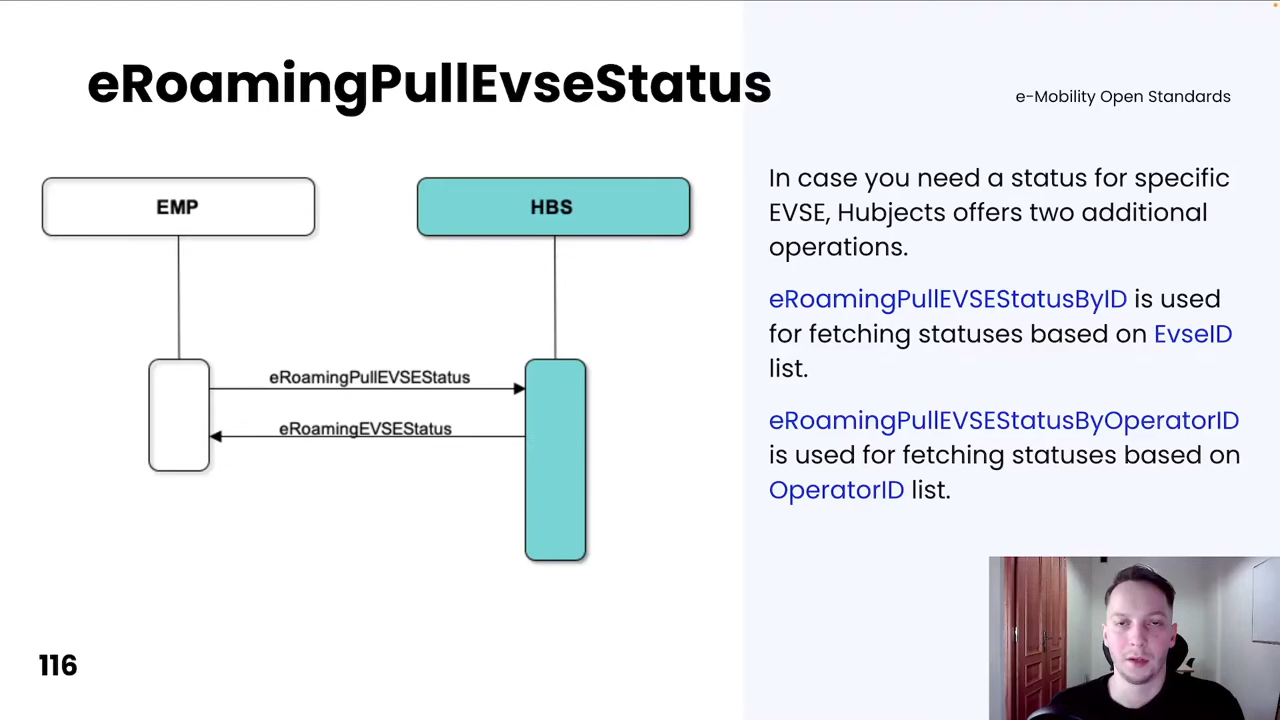 eRoamingPullEvseStatus
e-Mobility Open Standards
EMP
HBS
eRoamingPullEVSEStatus
eRoamingEVSEStatus
In case you need a status for specific
EVSE, Hubjects offers two additional
operations.
eRoamingPullEVSEStatusByID is used
for fetching statuses based on EvseID
list.
eRoamingPullEVSEStatusByOperatorID
is used for fetching statuses based on
OperatorID list.
116